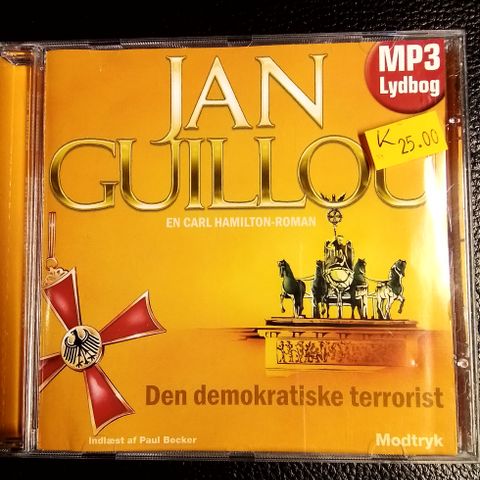 MP3
Lydbog
JAN
K 25.00
GUILLOU
EN CARL HAMILTON-ROMAN
Den demokratiske terrorist
Indlæst af Paul Becker
Modtryk